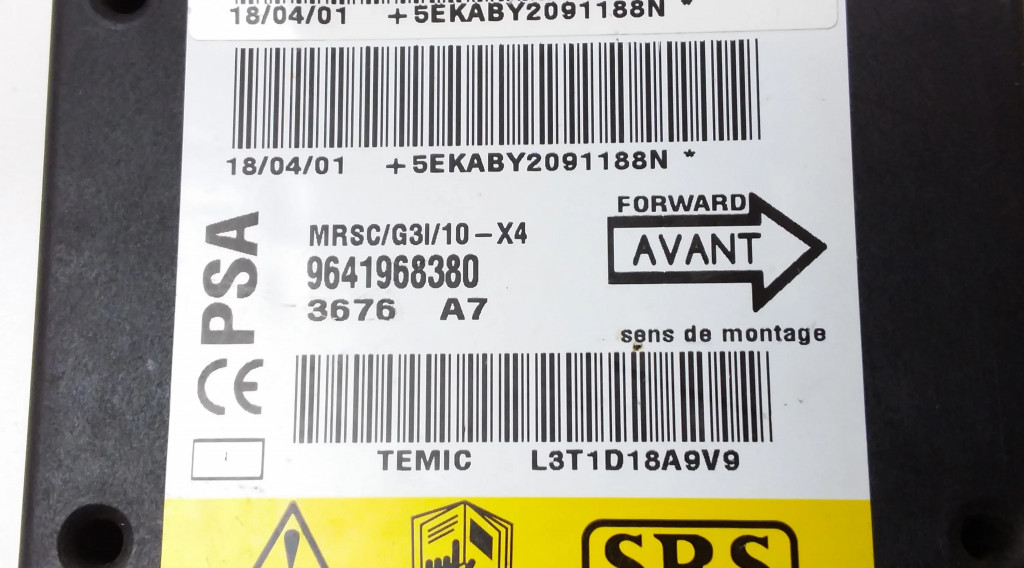 18/04/01 +5EKABY2091188N *
18/04/01 +5EKABY2091188N *
PSA
CE
MRSC/G3I/10-X4
9641968380
3676 A7
FORWARD
AVANT
sens de montage
TEMIC L3T1D18A9V9
SRS